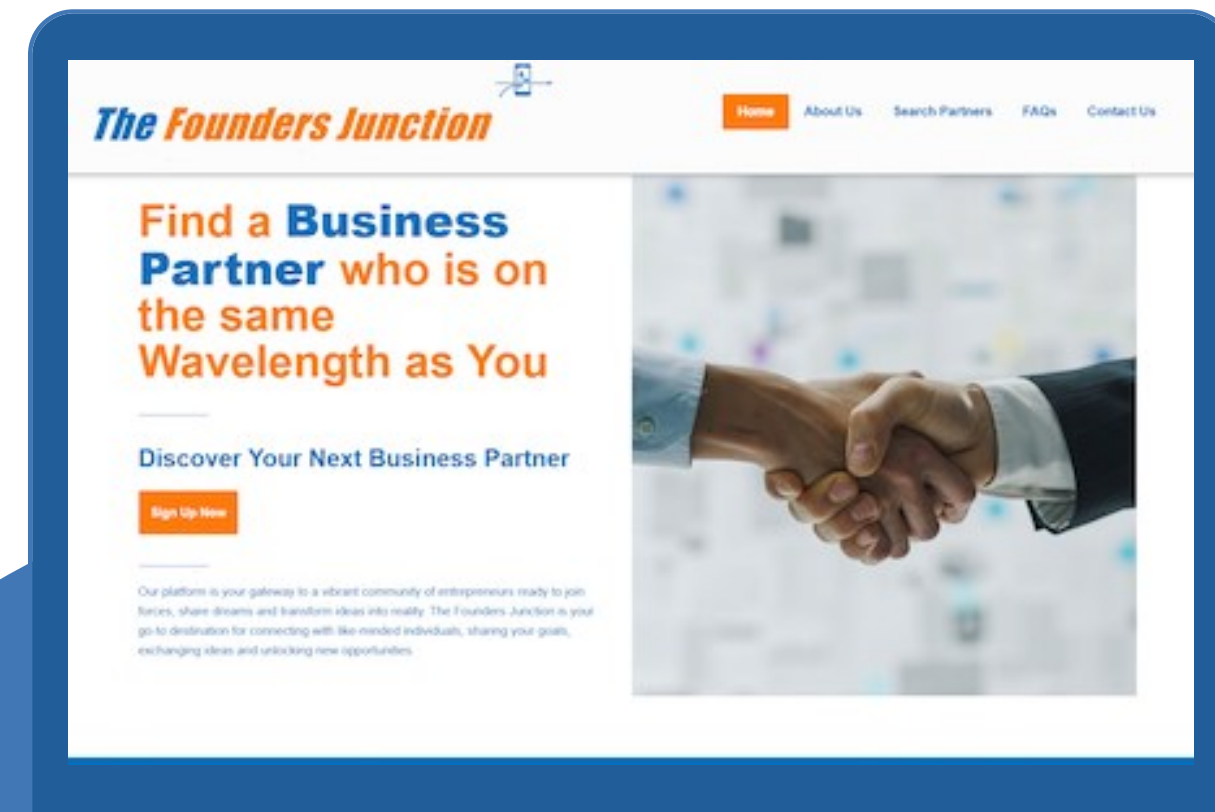 The Founders Junction
Home About Us Search Partners FAQs Contact Us
Find a Business
Partner who is on
the same
Wavelength as You
Discover Your Next Business Partner
Sign Up Now
Our platform is your gateway to a vibrant community of entrepreneurs ready to join
forces, share dreams and transform ideas into reality. The Founders Junction is your
go-to destination for connecting with like-minded individuals, sharing your goals,
exchanging ideas and unlocking new opportunities.